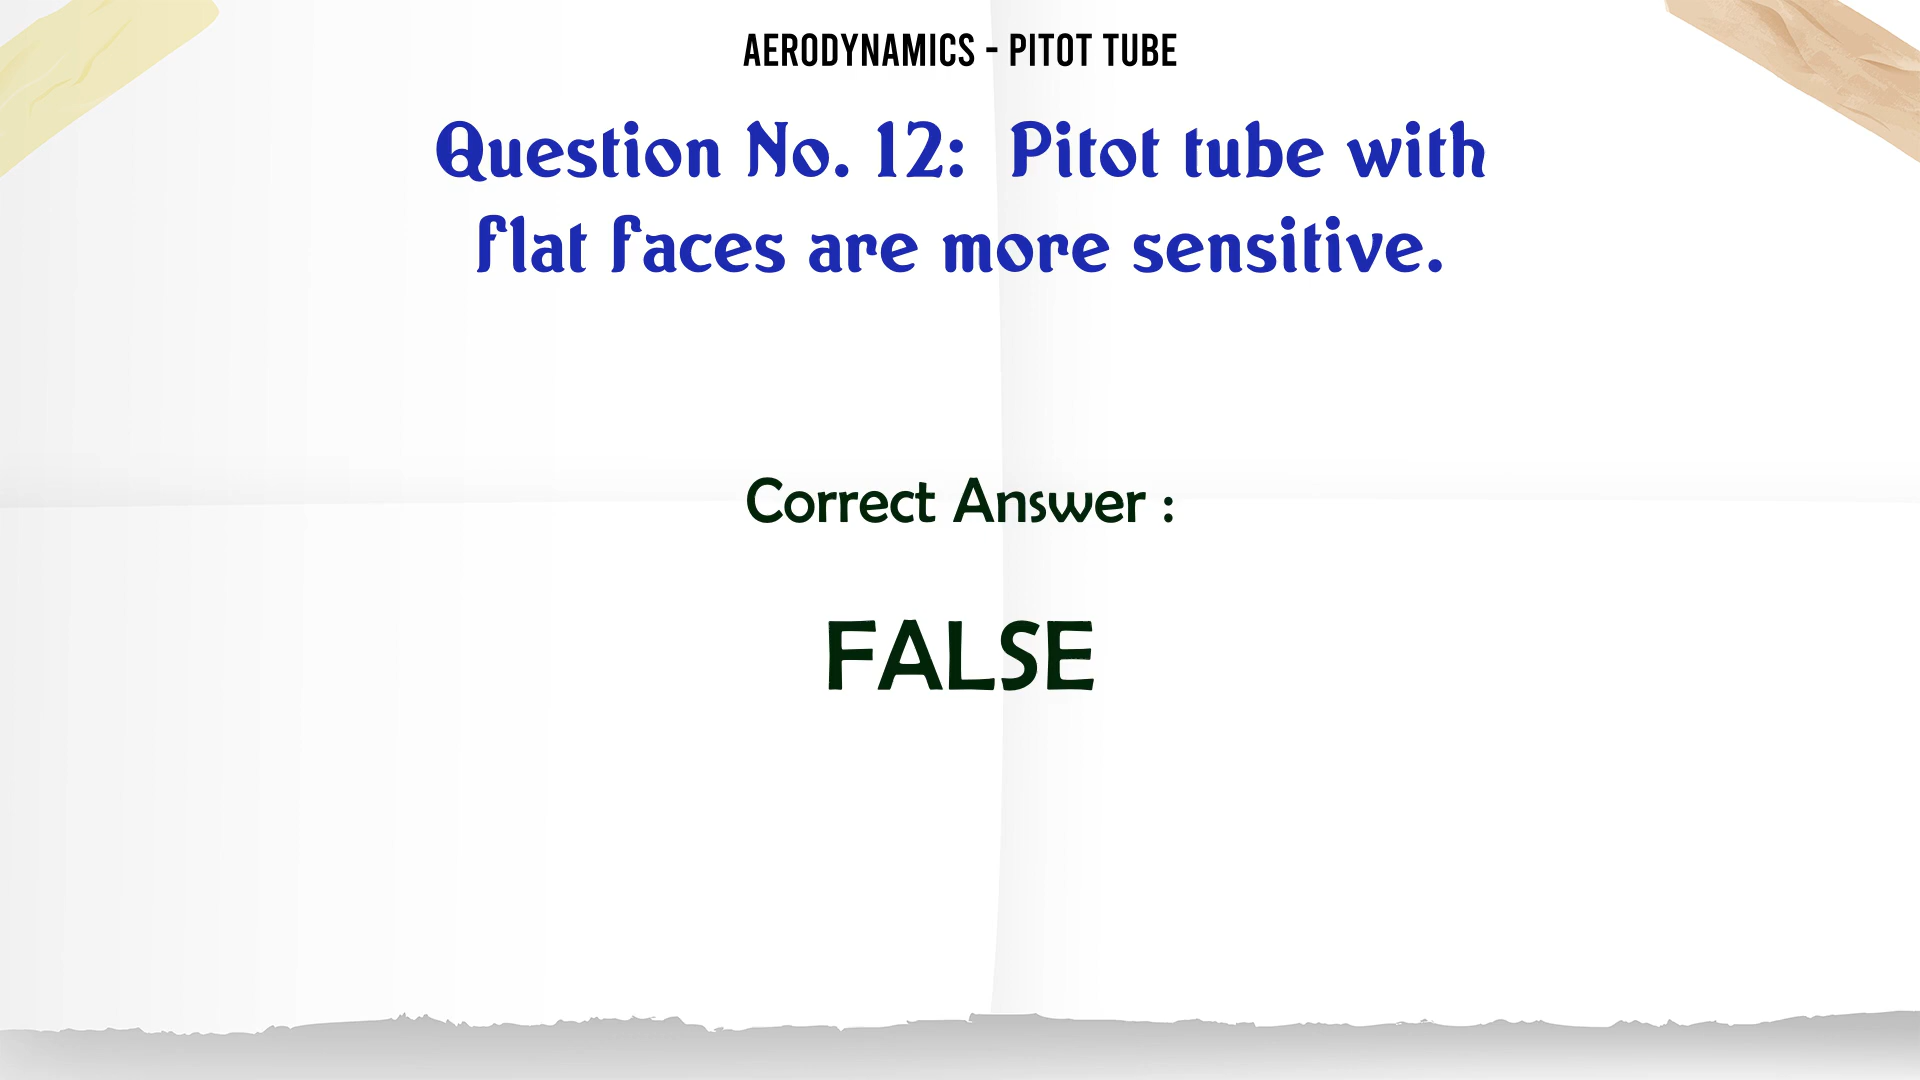 AERODYNAMICS - PITOT TUBE
Question No. 12: Pitot tube with
flat faces are more sensitive.
Correct Answer :
FALSE